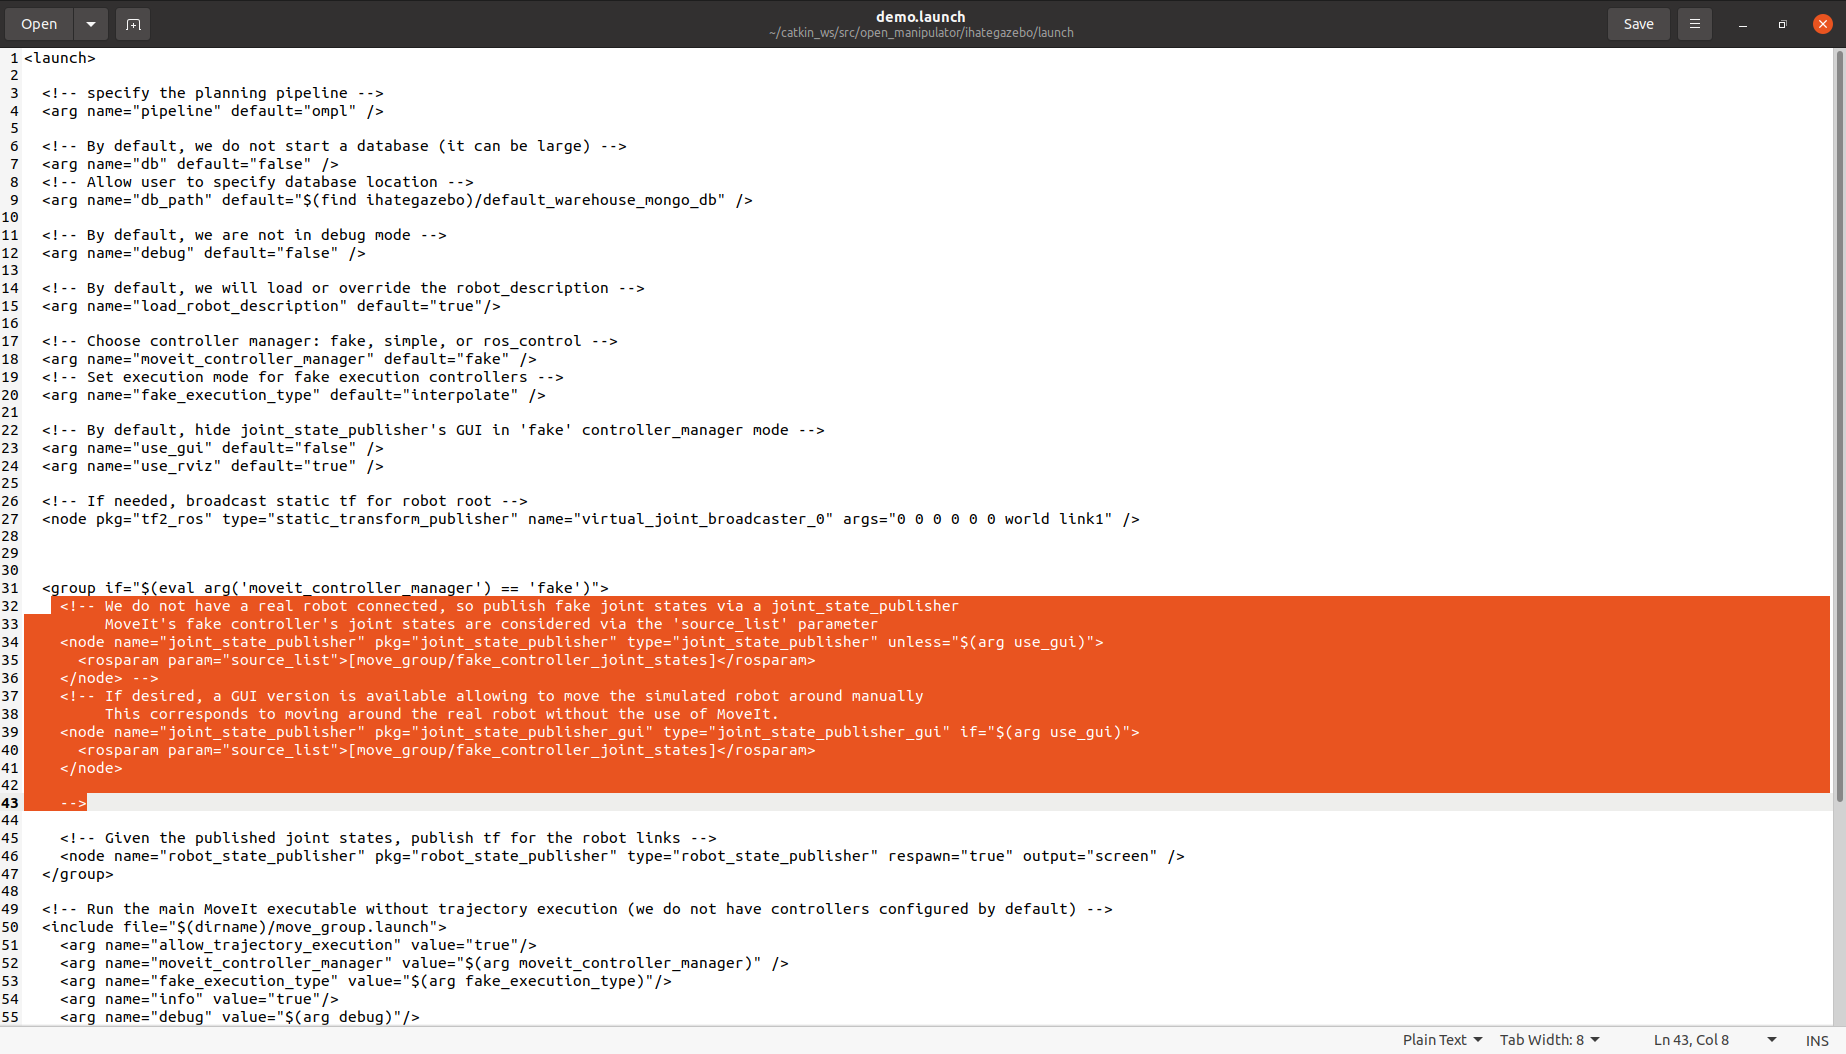 Open
demo.launch
~/catkin_ws/src/open_manipulator/ihategazebo/launch
Save
1 <launch>
2
3   <!-- specify the planning pipeline -->
4   <arg name="pipeline" default="ompl" />
5
6   <!-- By default, we do not start a database (it can be large) -->
7   <arg name="db" default="false" />
8   <!-- Allow user to specify database location -->
9   <arg name="db_path" default="$(find ihategazebo)/default_warehouse_mongo_db" />
10
11   <!-- By default, we are not in debug mode -->
12   <arg name="debug" default="false" />
13
14   <!-- By default, we will load or override the robot_description -->
15   <arg name="load_robot_description" default="true"/>
16
17   <!-- Choose controller manager: fake, simple, or ros_control -->
18   <arg name="moveit_controller_manager" default="fake" />
19   <!-- Set execution mode for fake execution controllers -->
20   <arg name="fake_execution_type" default="interpolate" />
21
22   <!-- By default, hide joint_state_publisher's GUI in 'fake' controller_manager mode -->
23   <arg name="use_gui" default="false" />
24   <arg name="use_rviz" default="true" />
25
26   <!-- If needed, broadcast static tf for robot root -->
27   <node pkg="tf2_ros" type="static_transform_publisher" name="virtual_joint_broadcaster_0" args="0 0 0 0 0 0 world link1" />
28
29
30
31   <group if="$(eval arg('moveit_controller_manager') == 'fake')">
32     <!-- We do not have a real robot connected, so publish fake joint states via a joint_state_publisher
33          MoveIt's fake controller's joint states are considered via the 'source_list' parameter
34     <node name="joint_state_publisher" pkg="joint_state_publisher" type="joint_state_publisher" unless="$(arg use_gui)">
35       <rosparam param="source_list">[move_group/fake_controller_joint_states]</rosparam>
36     </node> -->
37     <!-- If desired, a GUI version is available allowing to move the simulated robot around manually
38          This corresponds to moving around the real robot without the use of MoveIt.
39     <node name="joint_state_publisher" pkg="joint_state_publisher_gui" type="joint_state_publisher_gui" if="$(arg use_gui)">
40       <rosparam param="source_list">[move_group/fake_controller_joint_states]</rosparam>
41     </node>
42
43     -->
44
45     <!-- Given the published joint states, publish tf for the robot links -->
46     <node name="robot_state_publisher" pkg="robot_state_publisher" type="robot_state_publisher" respawn="true" output="screen" />
47   </group>
48
49   <!-- Run the main MoveIt executable without trajectory execution (we do not have controllers configured by default) -->
50   <include file="$(dirname)/move_group.launch">
51     <arg name="allow_trajectory_execution" value="true"/>
52     <arg name="moveit_controller_manager" value="$(arg moveit_controller_manager)" />
53     <arg name="fake_execution_type" value="$(arg fake_execution_type)"/>
54     <arg name="info" value="true"/>
55     <arg name="debug" value="$(arg debug)"/>
Plain Text   Tab Width: 8   Ln 43, Col 8   INS